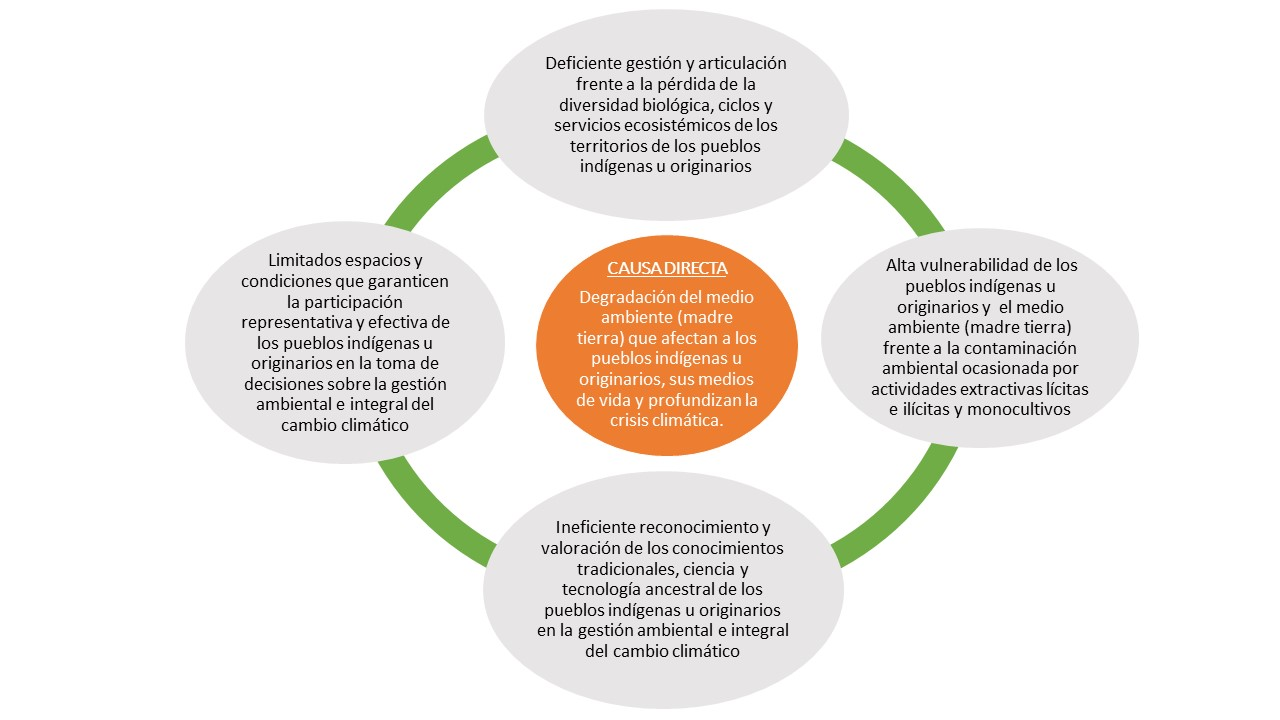 Deficiente gestión y articulación
frente a la pérdida de la
diversidad biológica, ciclos y
servicios ecosistémicos de los
territorios de los pueblos
indígenas u originarios
Limitados espacios y
condiciones que garanticen
la participación
representativa y efectiva de
los pueblos indígenas u
originarios en la toma de
decisiones sobre la gestión
ambiental e integral del
cambio climático
CAUSA DIRECTA
Degradación del medio
ambiente (madre
tierra) que afectan a los
pueblos indígenas u
originarios, sus medios
de vida y profundizan la
crisis climática.
Alta vulnerabilidad de los
pueblos indígenas u
originarios y el medio
ambiente (madre tierra)
frente a la contaminación
ambiental ocasionada por
actividades extractivas lícitas
e ilícitas y monocultivos
Ineficiente reconocimiento y
valoración de los conocimientos
tradicionales, ciencia y
tecnología ancestral de los
pueblos indígenas u originarios
en la gestión ambiental e integral
del cambio climático